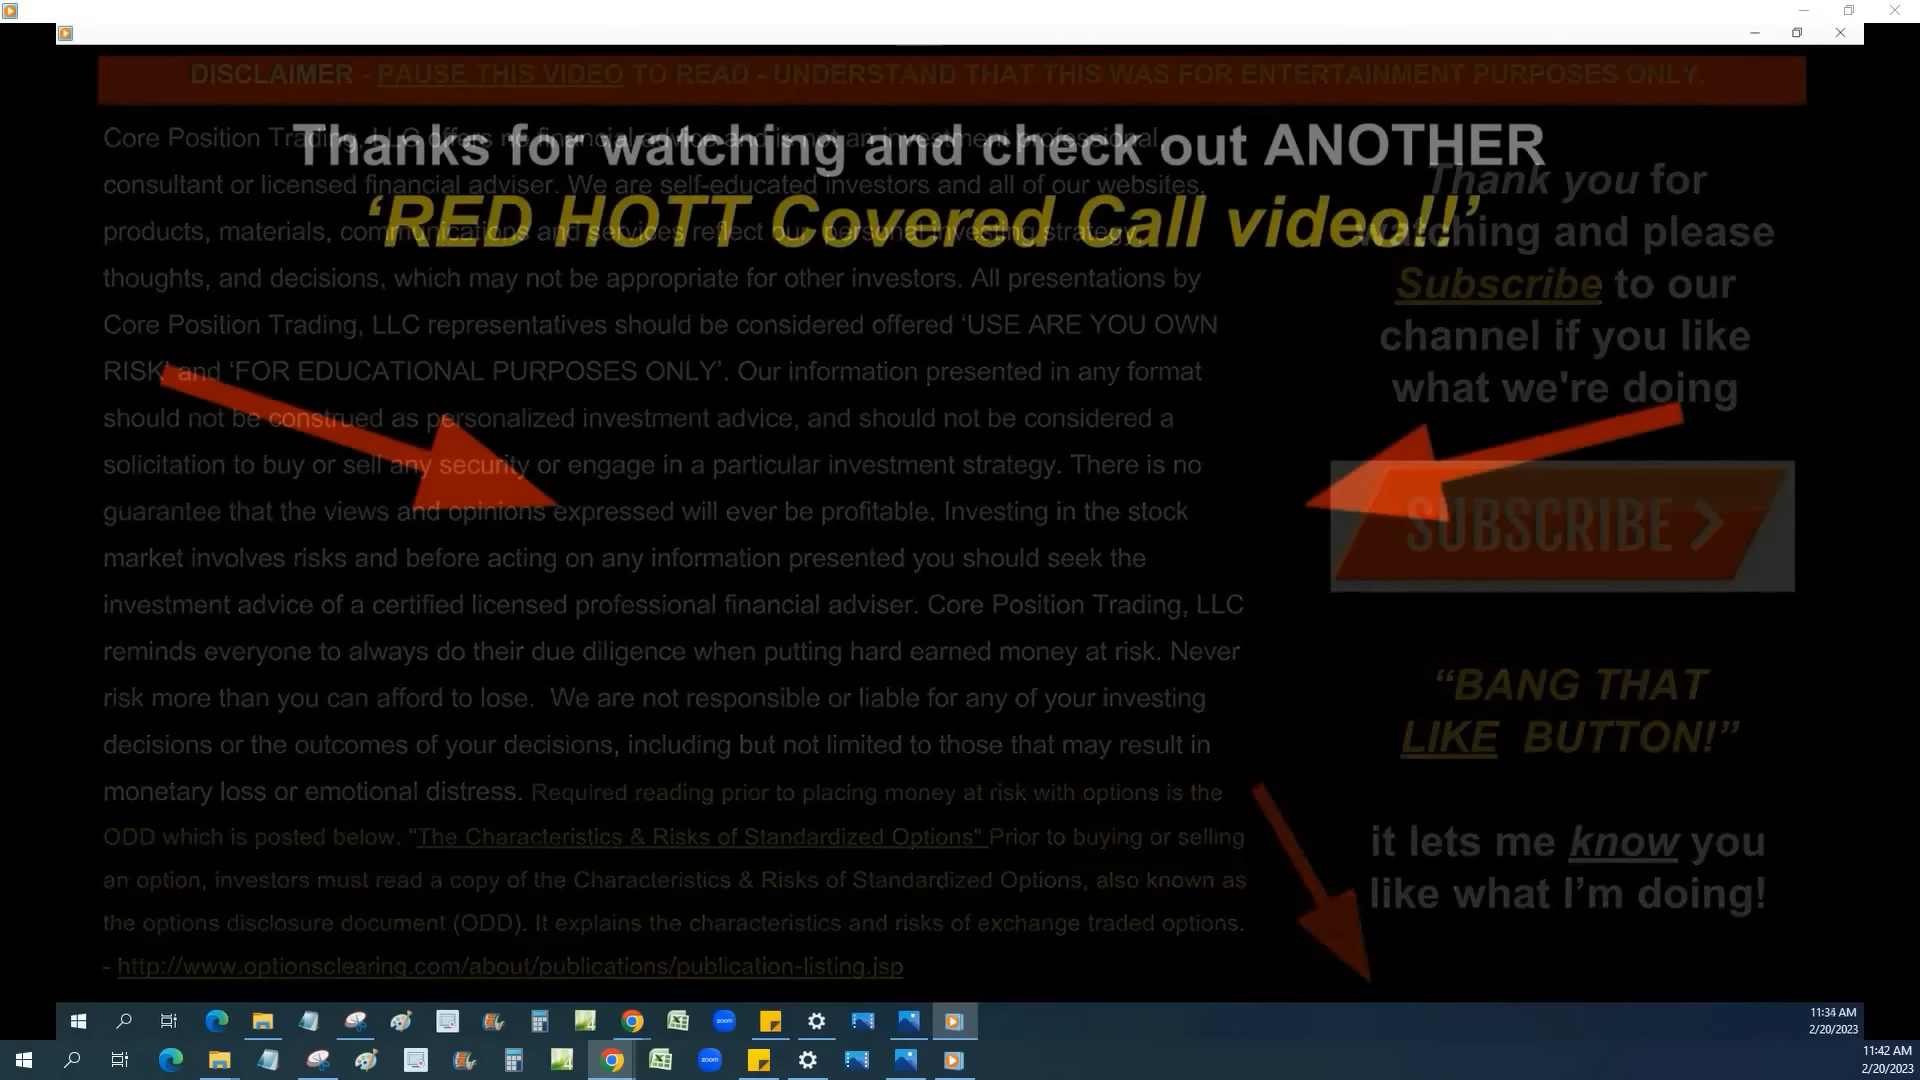 DISCLAIMER - PAUSE THIS VIDEO TO READ - UNDERSTAND THAT THIS WAS FOR ENTERTAINMENT PURPOSES ONLY.
Thanks for watching and check out ANOTHER
‘RED HOTT Covered Call video!!’
Core Position Trading, LLC offers no financial advice and is not an investment professional,
consultant or licensed financial adviser. We are self-educated investors and all of our websites,
products, materials, communications and services reflect our personal investing strategy,
thoughts, and decisions, which may not be appropriate for other investors. All presentations by
Core Position Trading, LLC representatives should be considered offered ‘USE ARE YOU OWN
RISK’ and ‘FOR EDUCATIONAL PURPOSES ONLY’. Our information presented in any format
should not be construed as personalized investment advice, and should not be considered a
solicitation to buy or sell any security or engage in a particular investment strategy. There is no
guarantee that the views and opinions expressed will ever be profitable. Investing in the stock
market involves risks and before acting on any information presented you should seek the
investment advice of a certified licensed professional financial adviser. Core Position Trading, LLC
reminds everyone to always do their due diligence when putting hard earned money at risk. Never
risk more than you can afford to lose. We are not responsible or liable for any of your investing
decisions or the outcomes of your decisions, including but not limited to those that may result in
monetary loss or emotional distress. Required reading prior to placing money at risk with options is the
ODD which is posted below. "The Characteristics & Risks of Standardized Options" Prior to buying or selling
an option, investors must read a copy of the Characteristics & Risks of Standardized Options, also known as
the options disclosure document (ODD). It explains the characteristics and risks of exchange traded options.
- http://www.optionsclearing.com/about/publications/publication-listing.jsp
Thank you for
watching and please
Subscribe to our
channel if you like
what we're doing
SUBSCRIBE >
“BANG THAT
LIKE BUTTON!”
it lets me know you
like what I’m doing!
zoom
11:34 AM
2/20/2023
zoom
11:42 AM
2/20/2023